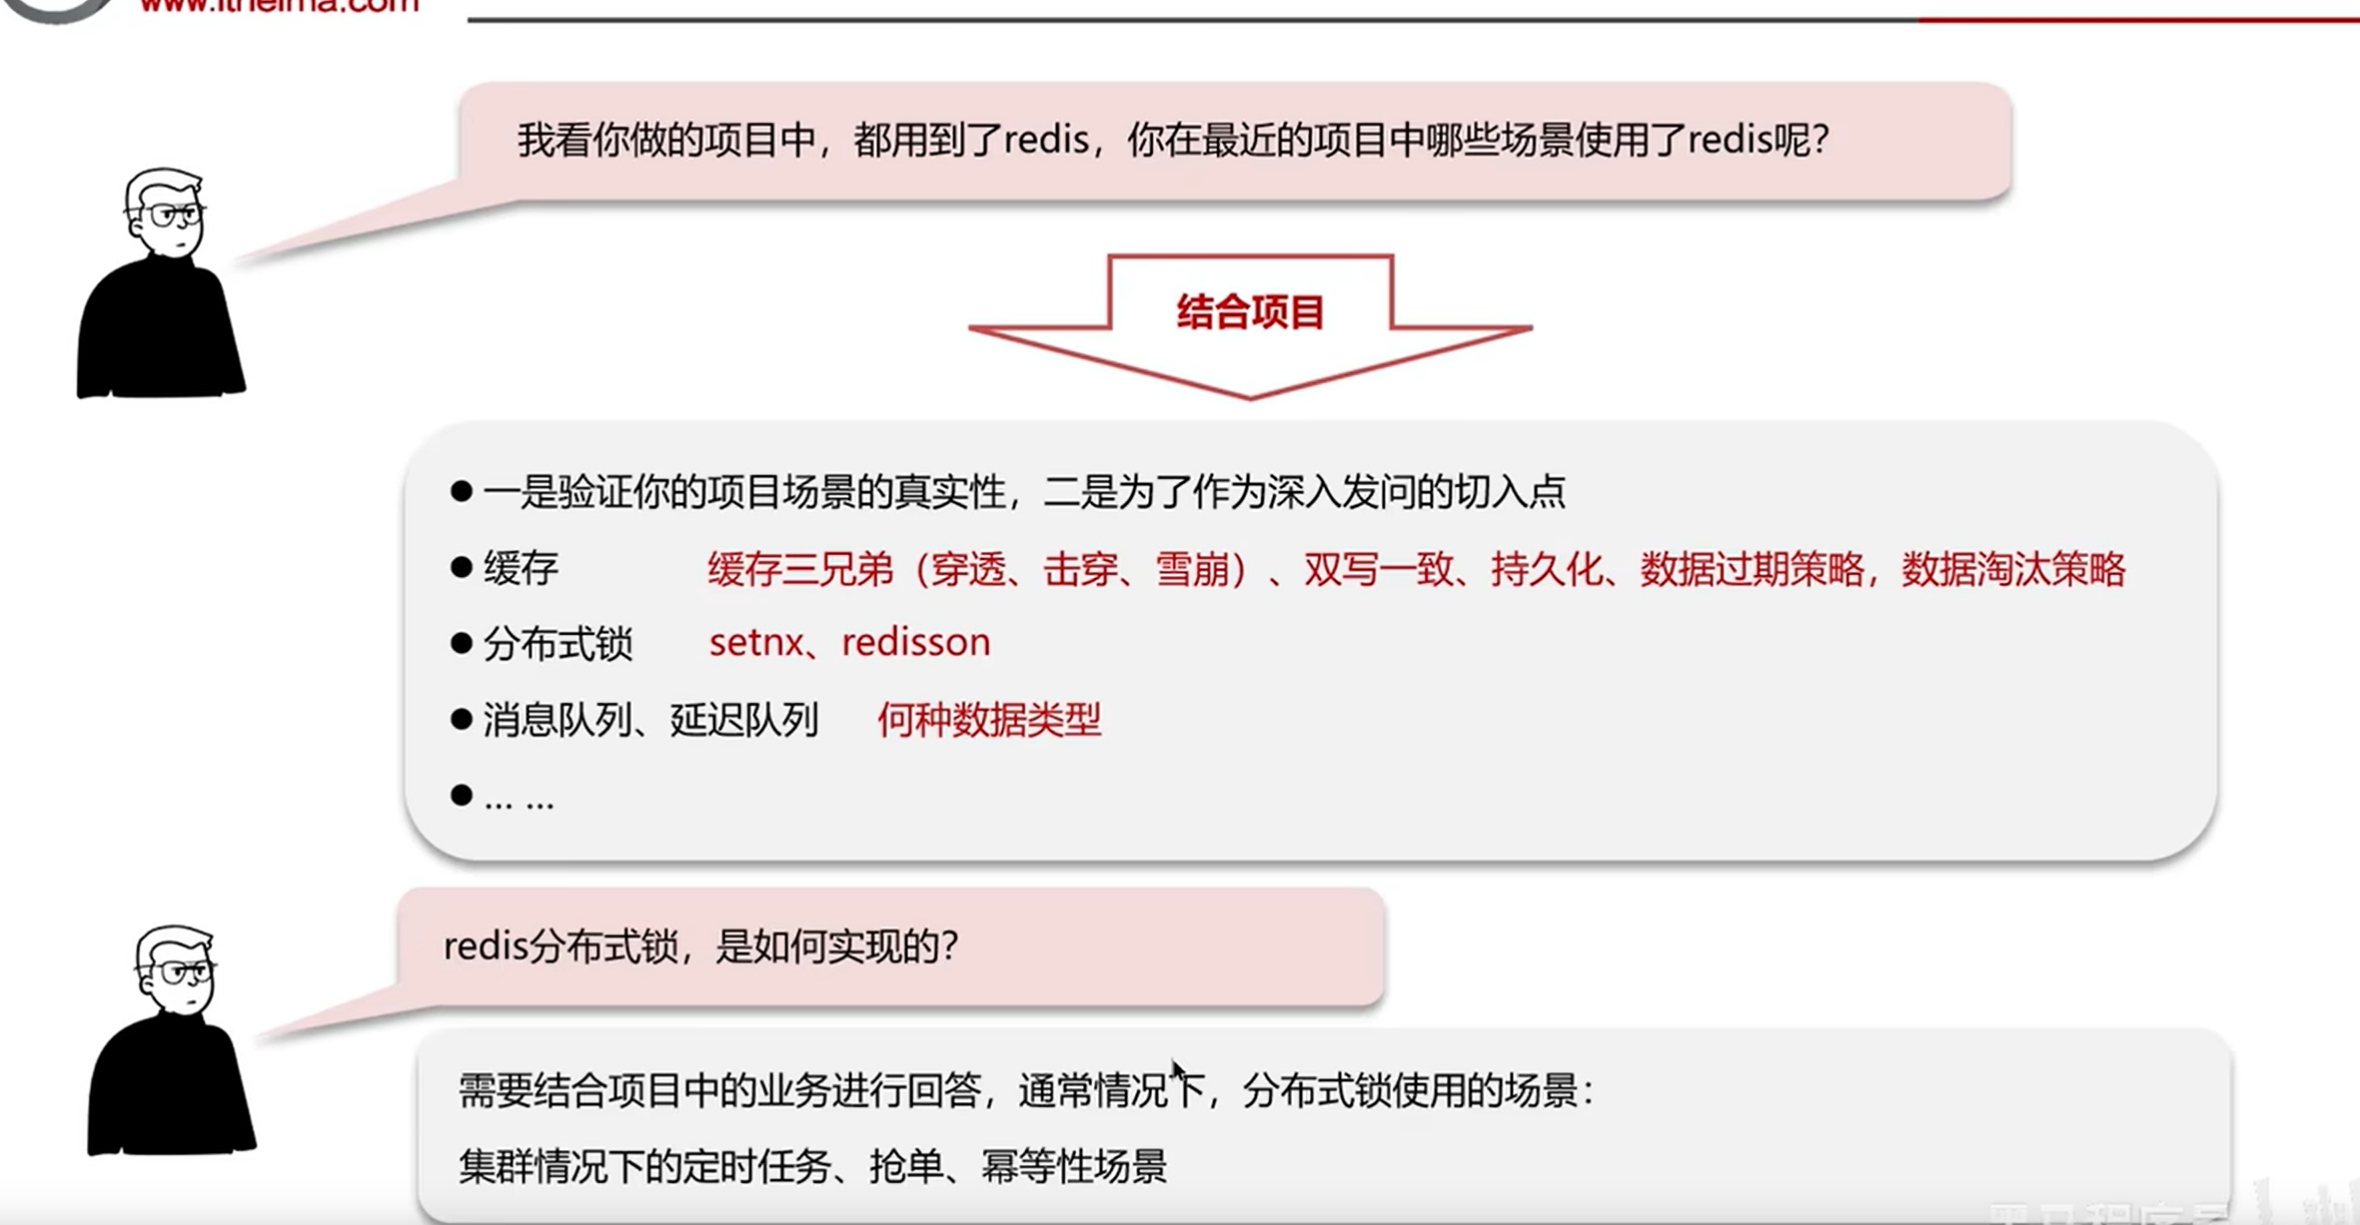 www.itheima.com
我看你做的项目中，都用到了redis，你在最近的项目中哪些场景使用了redis呢？
结合项目
● 一是验证你的项目场景的真实性，二是为了作为深入发问的切入点
● 缓存 缓存三兄弟（穿透、击穿、雪崩）、双写一致、持久化、数据过期策略，数据淘汰策略
● 分布式锁 setnx、redisson
● 消息队列、延迟队列 何种数据类型
● … …
redis分布式锁，是如何实现的？
需要结合项目中的业务进行回答，通常情况下，分布式锁使用的场景：
集群情况下的定时任务、抢单、幂等性场景